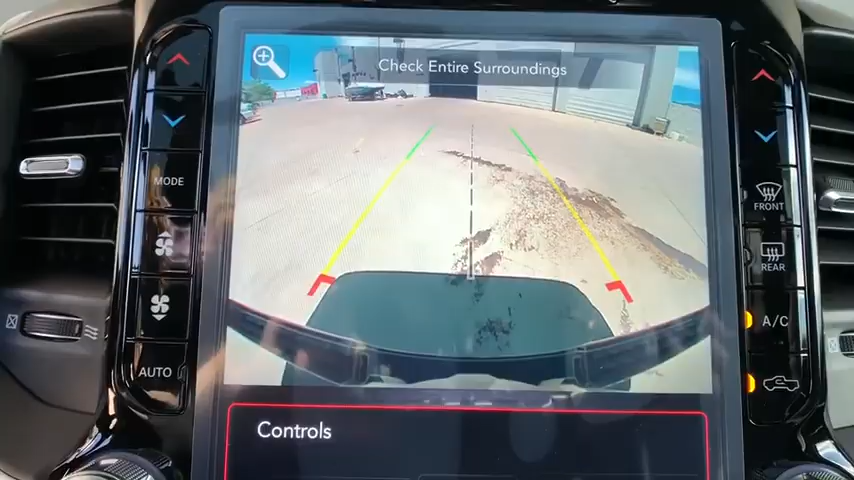 Check Entire Surroundings
MODE
FRONT
REAR
A/C
AUTO
Controls